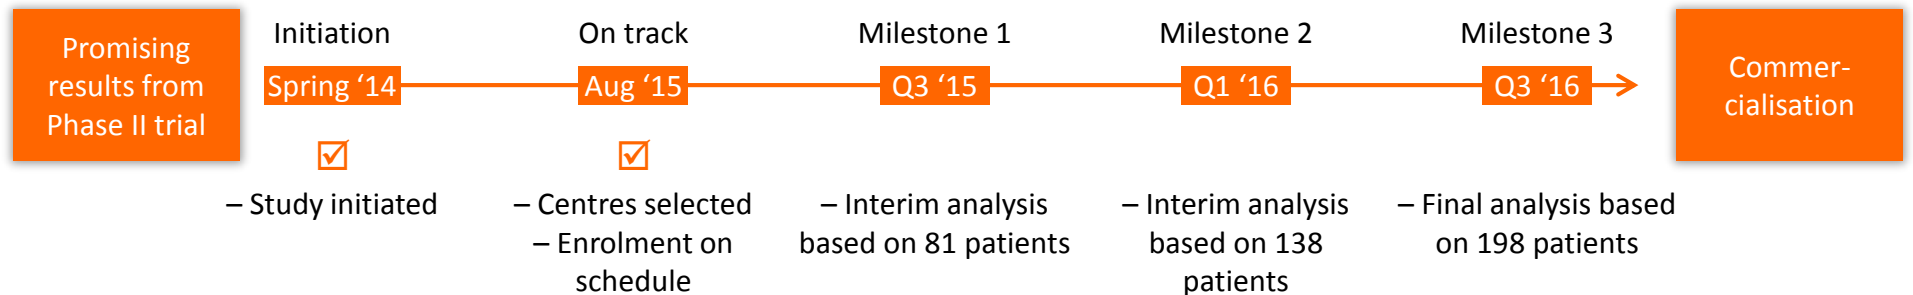 Promising
results from
Phase II trial
Initiation
Spring ‘14
– Study initiated
On track
Aug ‘15
– Centres selected
– Enrolment on
schedule
Milestone 1
Q3 ‘15
– Interim analysis
based on 81 patients
Milestone 2
Q1 ‘16
– Interim analysis
based on 138
patients
Milestone 3
Q3 ‘16
– Final analysis based
on 198 patients
Commer-
cialisation